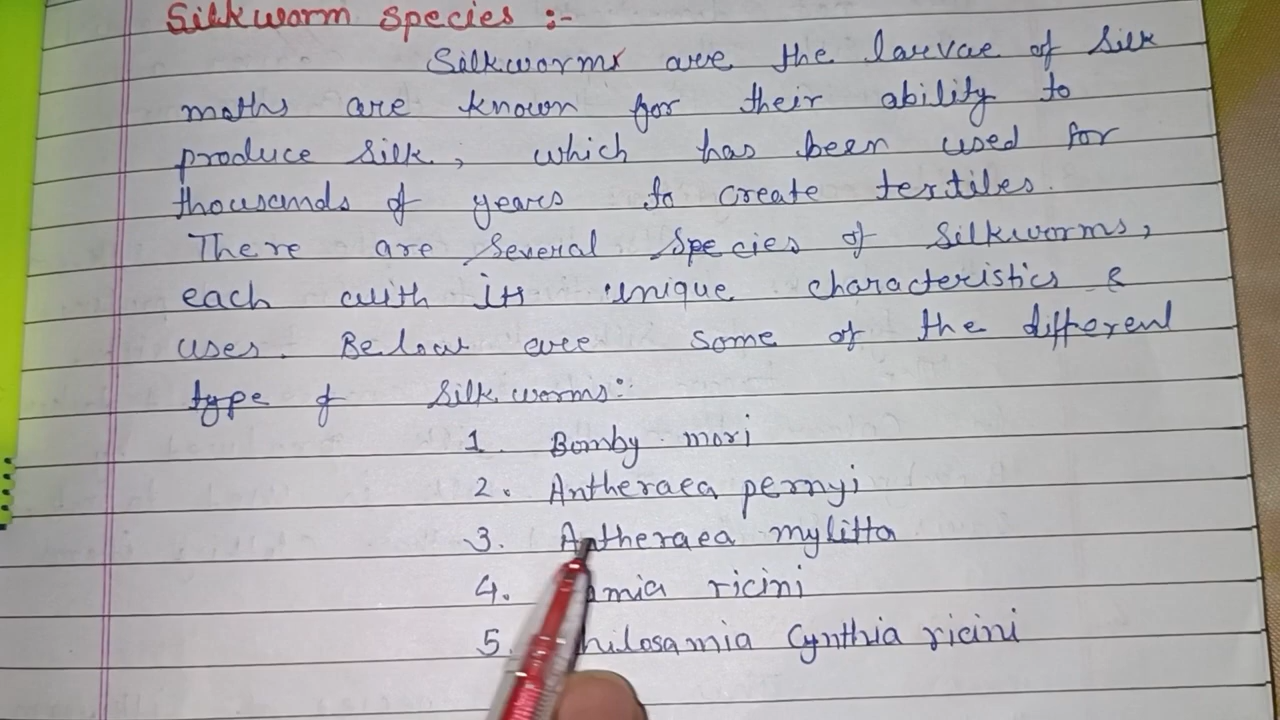 Silkworm species :-
Silkworms are the larvae of silk
moths are known for their ability to
produce silk, which has been used for
thousands of years to create textiles.
There are several species of silkworms,
each with its unique characteristics &
uses. Below are some of the different
type of silk worms:
1. Bomby mori
2. Antheraea pernyi
3. Antheraea mylitta
4. mia ricini
5. hilosamia Cynthia ricini